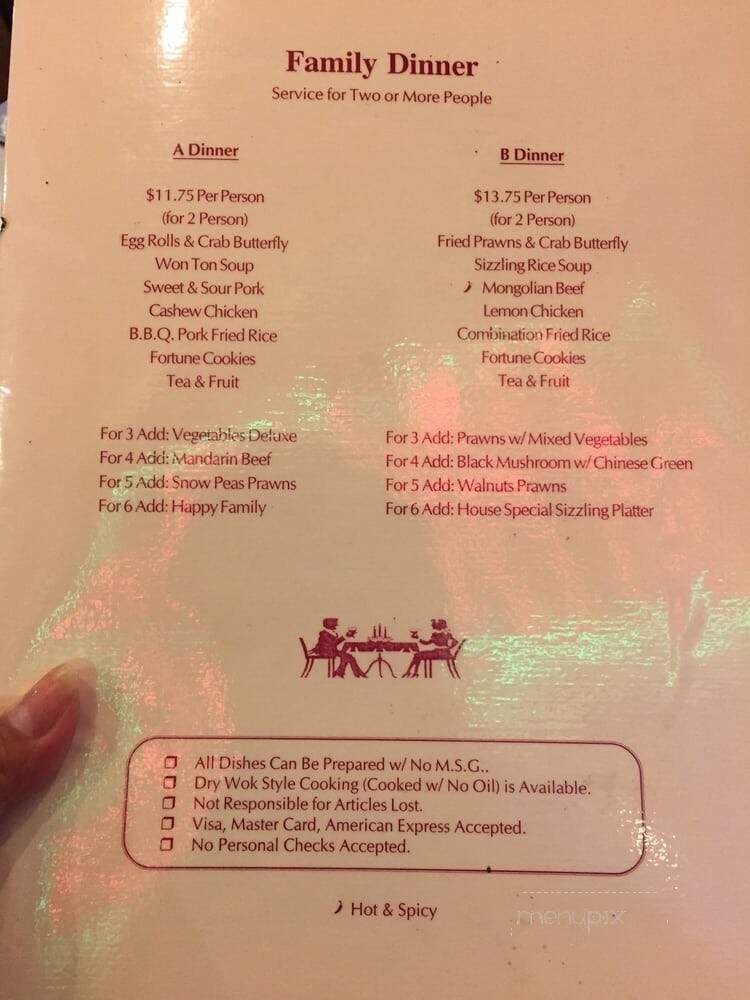 Family Dinner
Service for Two or More People
A Dinner
$11.75 Per Person
(for 2 Person)
Egg Rolls & Crab Butterfly
Won Ton Soup
Sweet & Sour Pork
Cashew Chicken
B.B.Q. Pork Fried Rice
Fortune Cookies
Tea & Fruit
For 3 Add: Vegetables Deluxe
For 4 Add: Mandarin Beef
For 5 Add: Snow Peas Prawns
For 6 Add: Happy Family
B Dinner
$13.75 Per Person
(for 2 Person)
Fried Prawns & Crab Butterfly
Sizzling Rice Soup
Mongolian Beef
Lemon Chicken
Combination Fried Rice
Fortune Cookies
Tea & Fruit
For 3 Add: Prawns w/ Mixed Vegetables
For 4 Add: Black Mushroom w/ Chinese Green
For 5 Add: Walnuts Prawns
For 6 Add: House Special Sizzling Platter
❐ All Dishes Can Be Prepared w/ No M.S.G..
❐ Dry Wok Style Cooking (Cooked w/ No Oil) is Available.
❐ Not Responsible for Articles Lost.
❐ Visa, Master Card, American Express Accepted.
❐ No Personal Checks Accepted.
Hot & Spicy
menupix